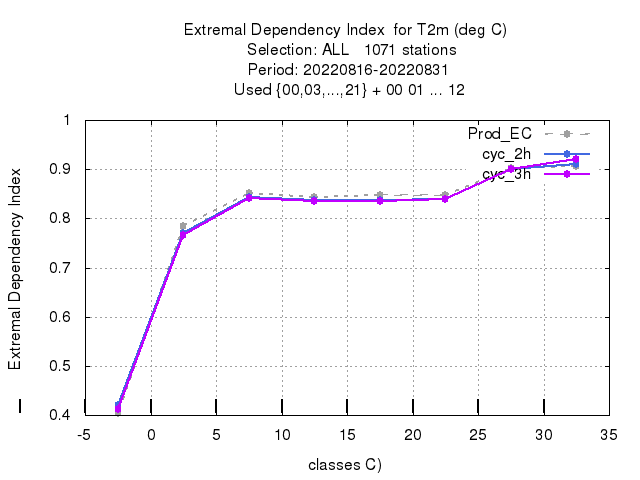 Extremal Dependency Index for T2m (deg C)
Selection: ALL 1071 stations
Period: 20220816-20220831
Used {00,03,...,21} + 00 01 ... 12
Prod_EC
cyc_2h
cyc_3h
1
0.9
0.8
0.7
0.6
0.5
0.4
Extremal Dependency Index
-5 0 5 10 15 20 25 30 35
classes C)